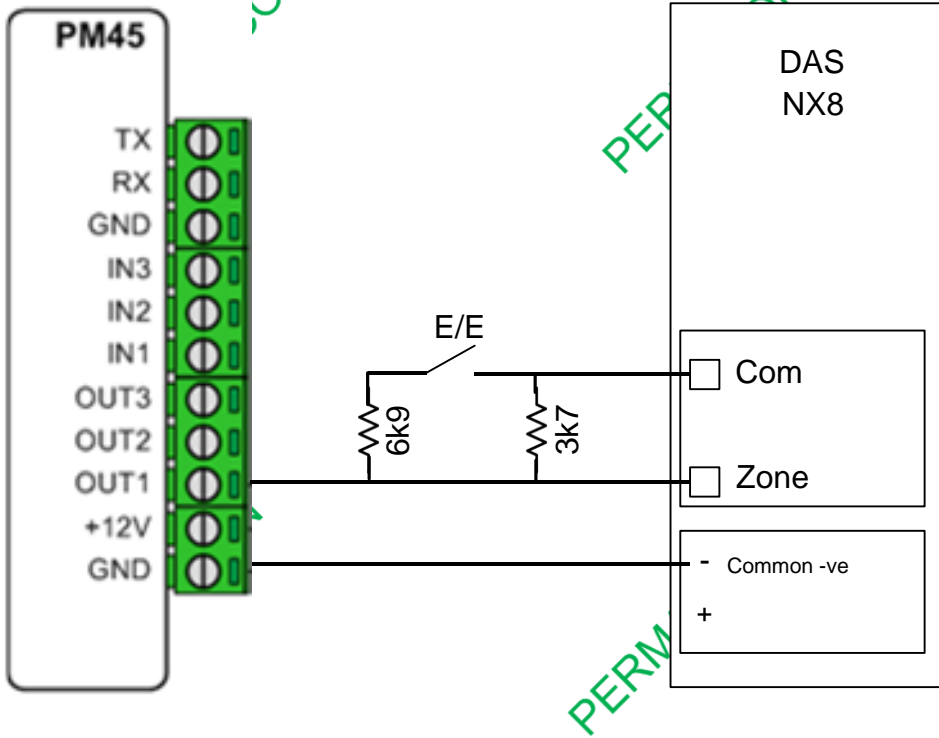 PM45
TX
RX
GND
IN3
IN2
IN1
OUT3
OUT2
OUT1
+12V
GND
E/E
6k9
3k7
DAS
NX8
Com
Zone
- Common -ve
+